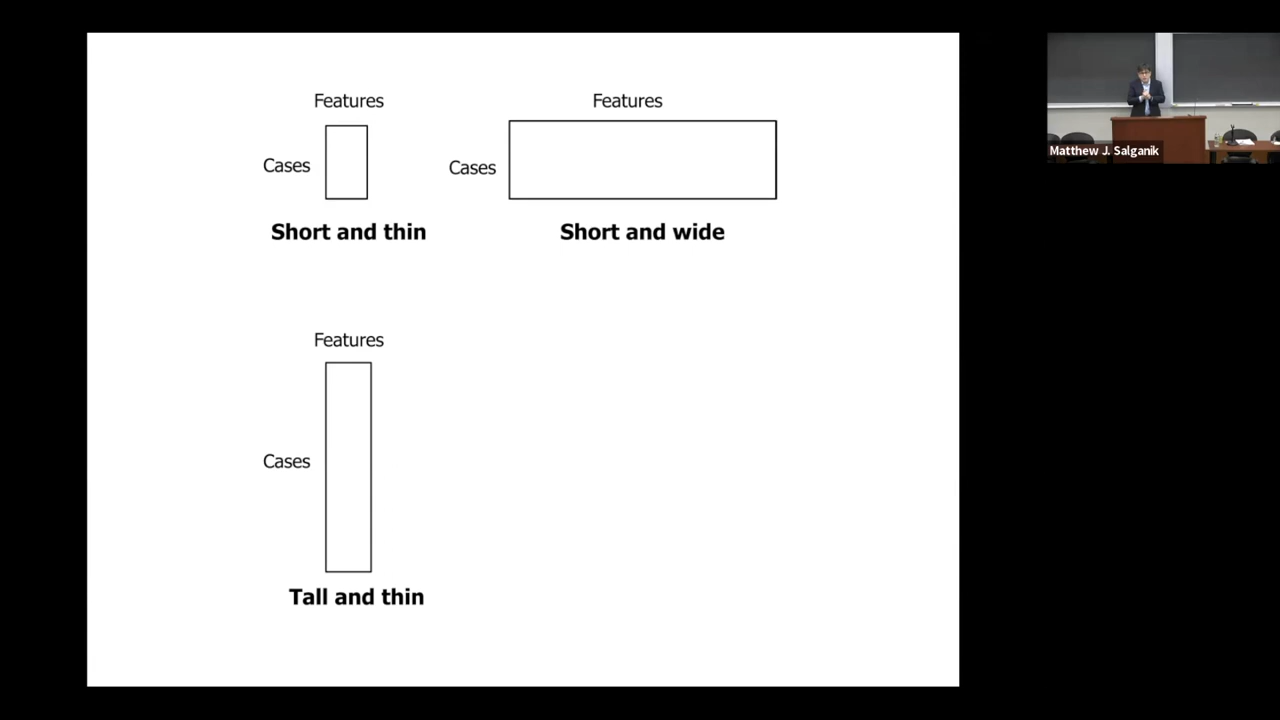 Features
Cases
Short and thin
Features
Cases
Short and wide
Features
Cases
Tall and thin
Matthew J. Salganik